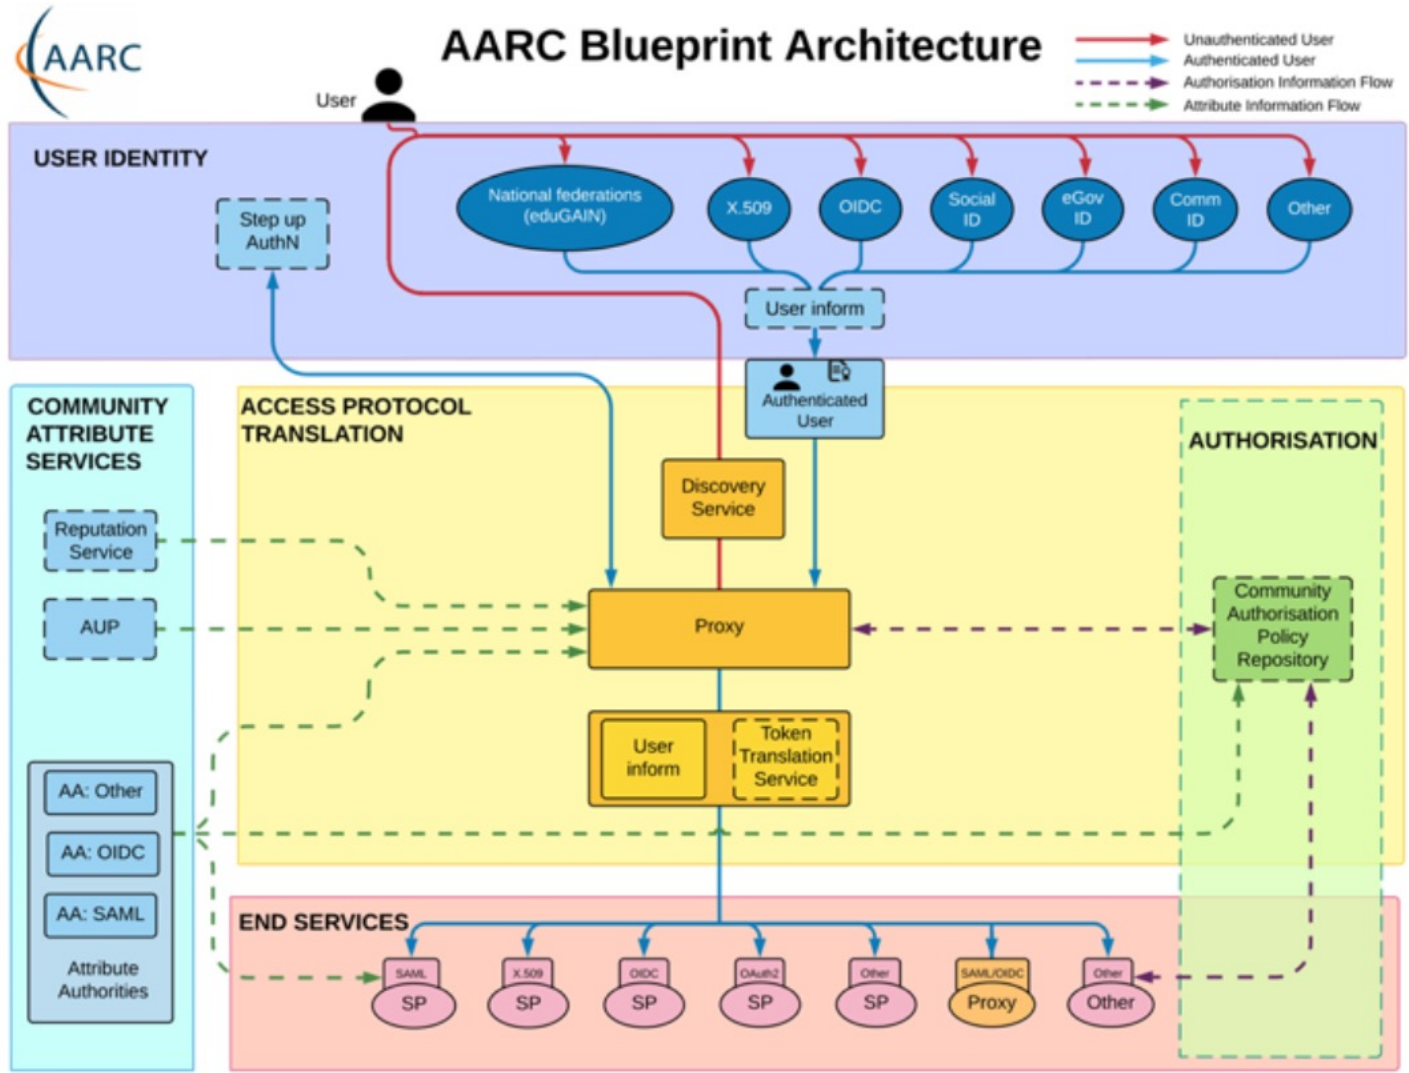 AARC
AARC Blueprint Architecture
Unauthenticated User
Authenticated User
Authorisation Information Flow
Attribute Information Flow
User
USER IDENTITY
Step up
AuthN
National federations
(eduGAIN)
X.509
OIDC
Social
ID
eGov
ID
Comm
ID
Other
User inform
Authenticated
User
COMMUNITY
ATTRIBUTE
SERVICES
ACCESS PROTOCOL
TRANSLATION
AUTHORISATION
Discovery
Service
Reputation
Service
AUP
Proxy
Community
Authorisation
Policy
Repository
User
inform
Token
Translation
Service
AA: Other
AA: OIDC
AA: SAML
Attribute
Authorities
END SERVICES
SAML
SP
X.509
SP
OIDC
SP
OAuth2
SP
Other
SP
SAML/OIDC
Proxy
Other
Other